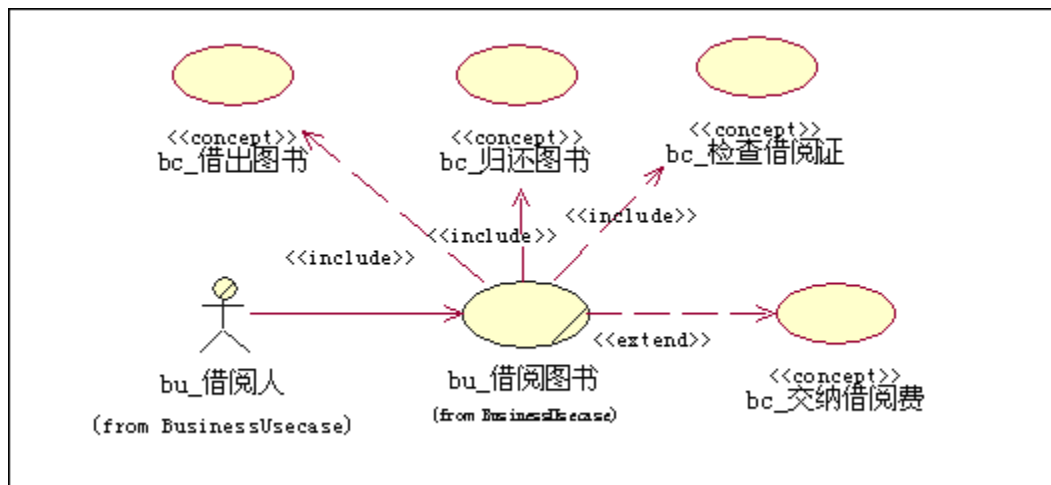 <<concept>>
bc_借出图书
<<concept>>
bc_归还图书
<<concept>>
bc_检查借阅证
<<include>>
<<include>>
<<include>>
bu_借阅人
(from BusinessUsecase)
bu_借阅图书
(from BusinessUsecase)
<<extend>>
<<concept>>
bc_交纳借阅费